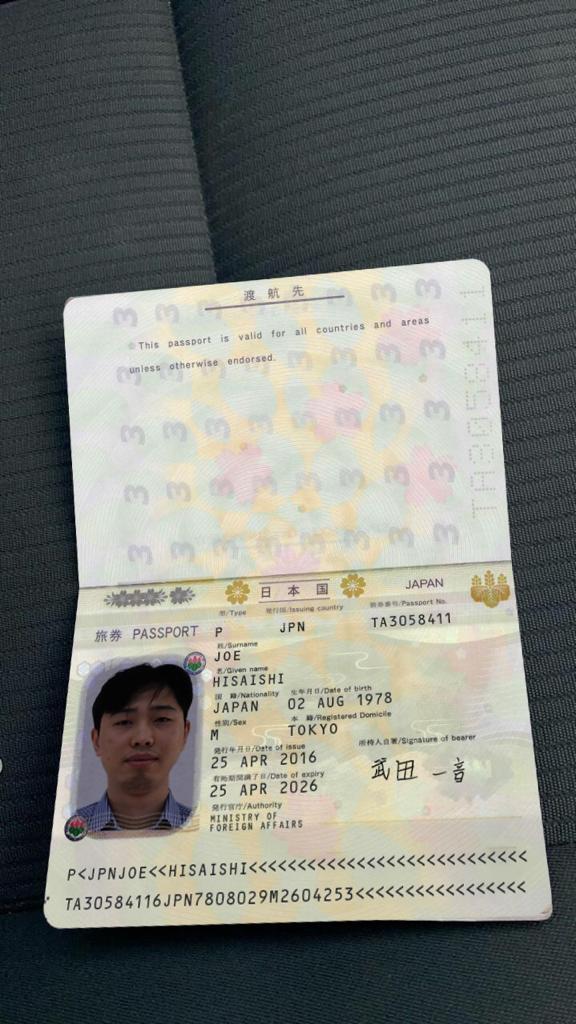 渡航先
This passport is valid for all countries and areas
unless otherwise endorsed.
TA3058411
日本国 JAPAN
型/Type 発行国/Issuing country 旅券番号/Passport No.
旅券 PASSPORT P JPN TA3058411
姓/Surname
JOE
名/Given name
HISAISHI
国籍/Nationality 生年月日/Date of birth
JAPAN 02 AUG 1978
性別/Sex 本籍/Registered Domicile
M TOKYO
発行年月日/Date of issue 所持人自署/Signature of bearer
25 APR 2016
有効期間満了日/Date of expiry
25 APR 2026
武田 一音
発行官庁/Authority
MINISTRY OF
FOREIGN AFFAIRS
P<JPNJOE<<HISAISHI<<<<<<<<<<<<<<<<<<<<<<<<<<
TA30584116JPN7808029M2604253<<<<<<<<<<<<<<<<